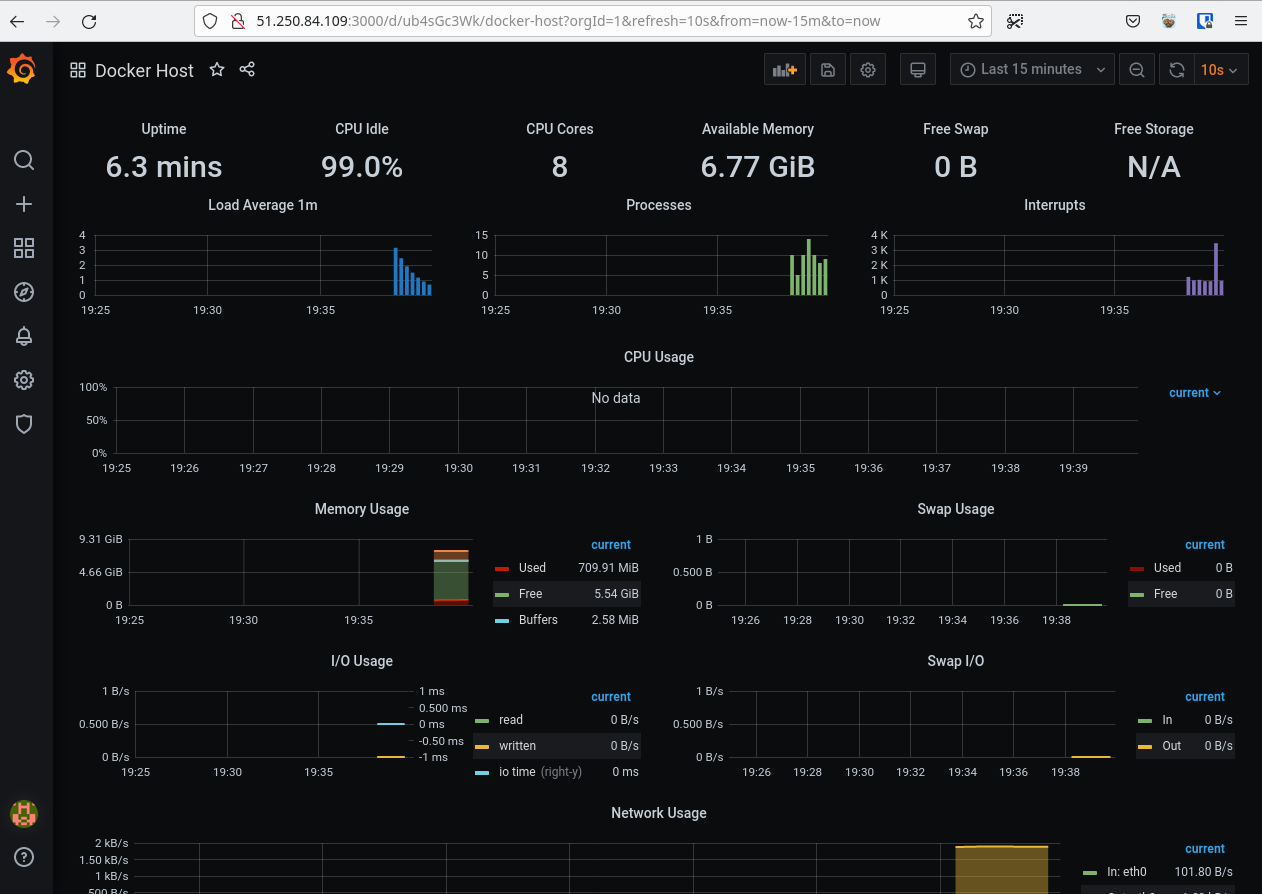 51.250.84.109:3000/d/ub4sGc3Wk/docker-host?orgId=1&refresh=10s&from=now-15m&to=now
Docker Host
Last 15 minutes
10s
Uptime
6.3 mins
CPU Idle
99.0%
CPU Cores
8
Available Memory
6.77 GiB
Free Swap
0 B
Free Storage
N/A
Load Average 1m
4
3
2
1
0
19:25 19:30 19:35
Processes
15
10
5
0
19:25 19:30 19:35
Interrupts
4 K
3 K
2 K
1 K
0
19:25 19:30 19:35
CPU Usage
100%
50%
0%
No data
current
19:25 19:26 19:27 19:28 19:29 19:30 19:31 19:32 19:33 19:34 19:35 19:36 19:37 19:38 19:39
Memory Usage
9.31 GiB
4.66 GiB
0 B
19:25 19:30 19:35
current
Used 709.91 MiB
Free 5.54 GiB
Buffers 2.58 MiB
Swap Usage
1 B
0.500 B
0 B
19:26 19:28 19:30 19:32 19:34 19:36 19:38
current
Used 0 B
Free 0 B
I/O Usage
1 B/s
0.500 B/s
0 B/s
19:25 19:30 19:35
1 ms
0.500 ms
0 ms
-0.50 ms
-1 ms
current
read 0 B/s
written 0 B/s
io time (right-y) 0 ms
Swap I/O
1 B/s
0.500 B/s
0 B/s
19:26 19:28 19:30 19:32 19:34 19:36 19:38
current
In 0 B/s
Out 0 B/s
Network Usage
2 kB/s
1.50 kB/s
1 kB/s
500 B/s
current
In: eth0 101.80 B/s